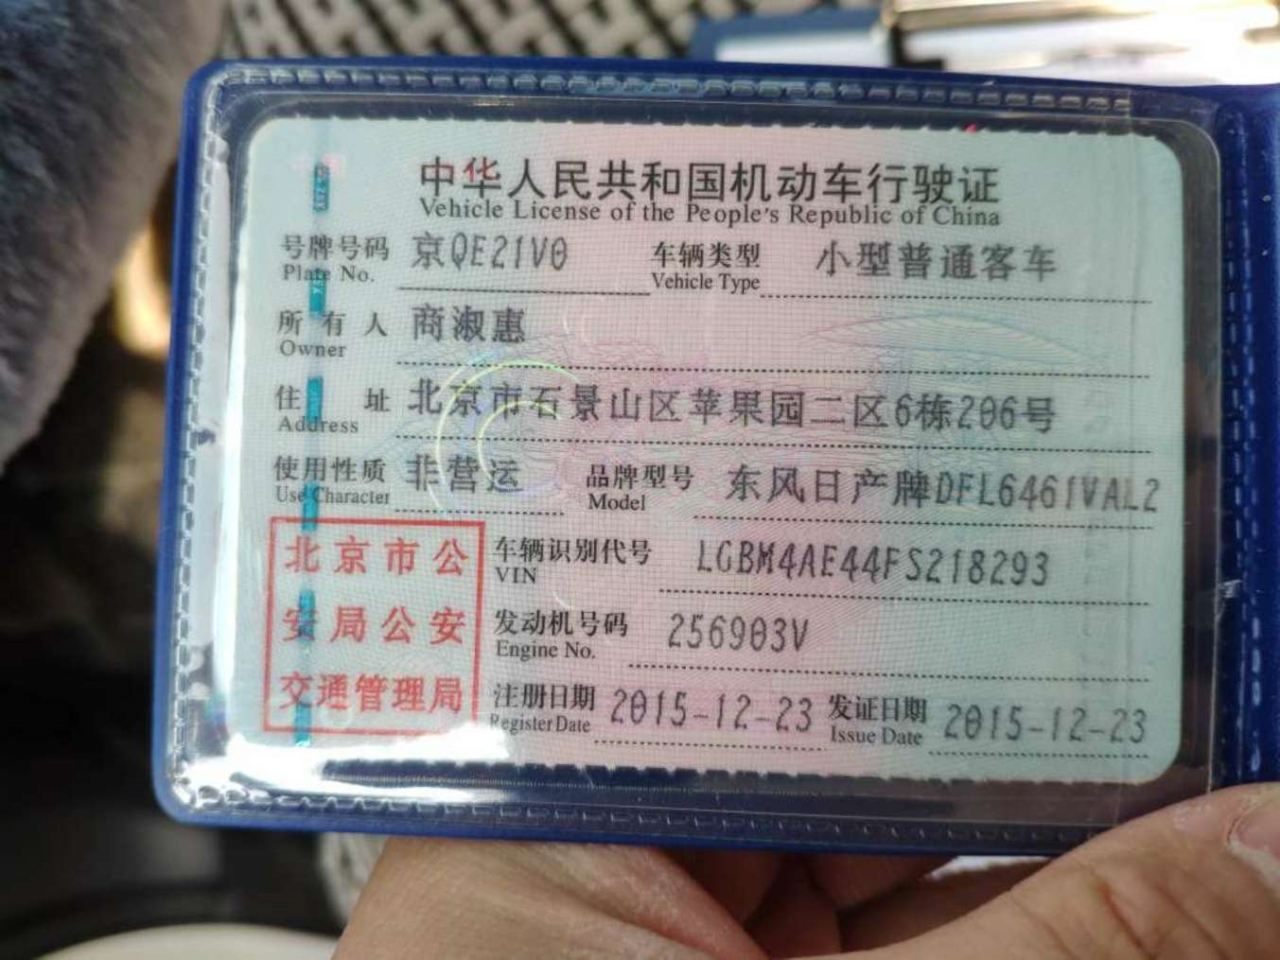 中华人民共和国机动车行驶证
Vehicle License of the People's Republic of China
号牌号码 京QE21V0 车辆类型 小型普通客车
Plate No. Vehicle Type
所有人 商淑惠
Owner
住址 北京市石景山区苹果园二区6栋206号
Address
使用性质 非营运 品牌型号 东风日产牌DFL6461VAL2
Use Character Model
北京市公
安局公安
交通管理局
车辆识别代号 LGBM4AE44FS218293
VIN
发动机号码 256903V
Engine No.
注册日期 2015-12-23 发证日期 2015-12-23
Register Date Issue Date